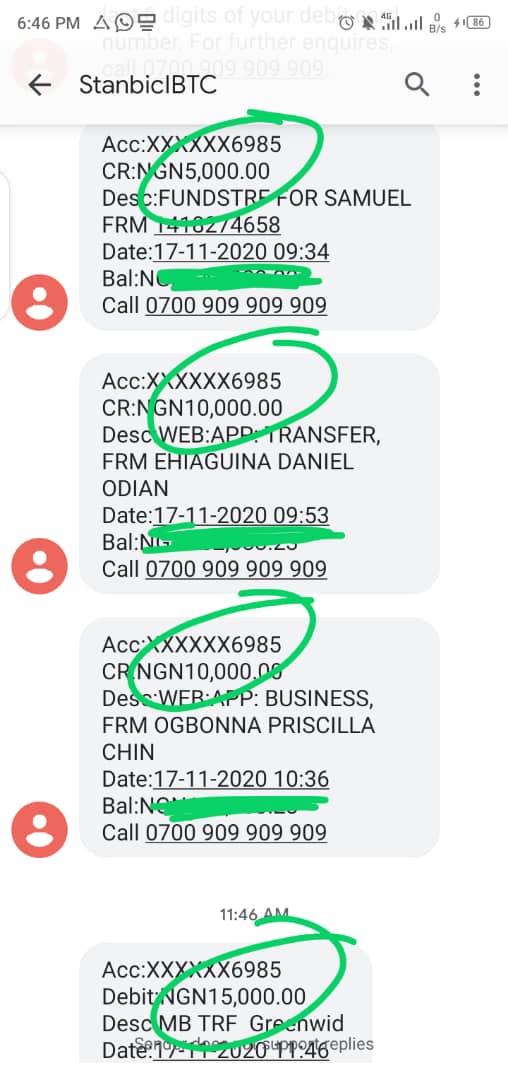 6:46 PM 4G 0 B/s 86
last 4 digits of your debit card
number. For further enquires,
call 0700 909 909 909
StanbicIBTC
Acc:XXXXXX6985
CR:NGN5,000.00
Desc:FUNDSTRF FOR SAMUEL
FRM 1418274658
Date:17-11-2020 09:34
Bal:
Call 0700 909 909 909
Acc:XXXXXX6985
CR:NGN10,000.00
Desc:WEB:APP: TRANSFER,
FRM EHIAGUINA DANIEL
ODIAN
Date:17-11-2020 09:53
Bal:
Call 0700 909 909 909
Acc:XXXXXX6985
CR:NGN10,000.00
Desc:WEB:APP: BUSINESS,
FRM OGBONNA PRISCILLA
CHIN
Date:17-11-2020 10:36
Bal:
Call 0700 909 909 909
11:46 AM
Acc:XXXXXX6985
Debit:NGN15,000.00
Desc:MB TRF Greenwid
Date:17-11-2020 11:46
Sender does not support replies